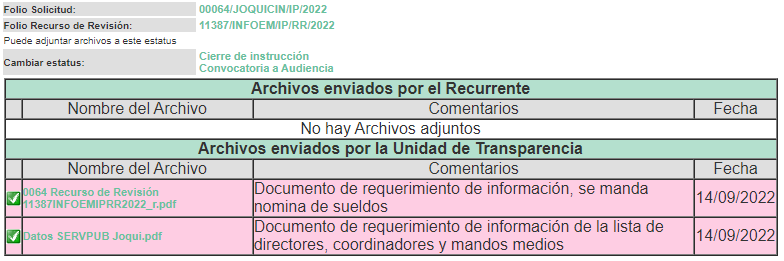 Folio Solicitud: 00064/JOQUICIN/IP/2022
Folio Recurso de Revisión: 11387/INFOEM/IP/RR/2022
Puede adjuntar archivos a este estatus
Cambiar estatus: Cierre de instrucción
Convocatoria a Audiencia
Archivos enviados por el Recurrente
Nombre del Archivo Comentarios Fecha
No hay Archivos adjuntos
Archivos enviados por la Unidad de Transparencia
Nombre del Archivo Comentarios Fecha
0064 Recurso de Revisión
11387INFOEMIPRR2022_r.pdf
Documento de requerimiento de información, se manda
nomina de sueldos
14/09/2022
Datos SERVPUB Joqui.pdf
Documento de requerimiento de información de la lista de
directores, coordinadores y mandos medios
14/09/2022